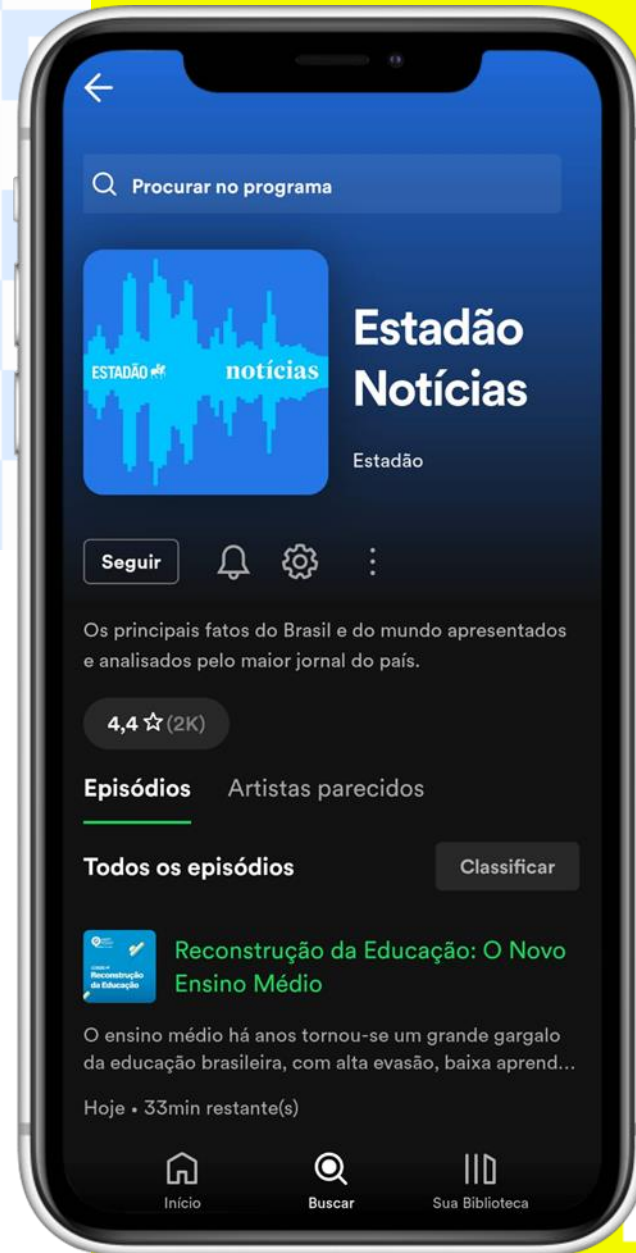 Procurar no programa
ESTADÃO notícias
Estadão
Notícias
Estadão
Seguir
Os principais fatos do Brasil e do mundo apresentados
e analisados pelo maior jornal do país.
4,4 (2K)
Episódios Artistas parecidos
Todos os episódios Classificar
Reconstrução
da Educação
Reconstrução da Educação: O Novo
Ensino Médio
O ensino médio há anos tornou-se um grande gargalo
da educação brasileira, com alta evasão, baixa aprend...
Hoje • 33min restante(s)
Início Buscar Sua Biblioteca